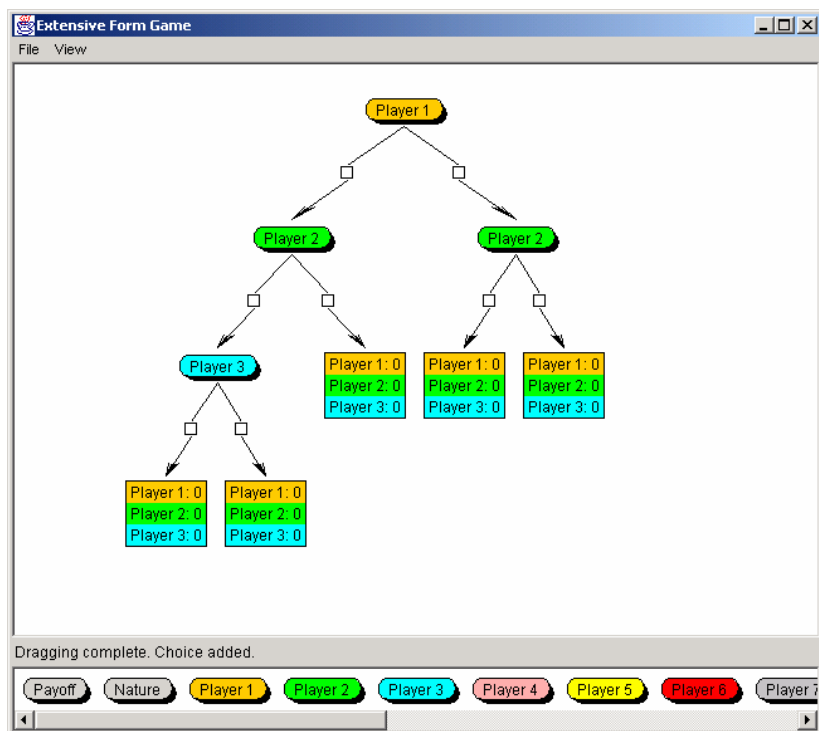 Extensive Form Game
File View
Player 1
Player 2 Player 2
Player 3
Player 1: 0 Player 1: 0 Player 1: 0
Player 2: 0 Player 2: 0 Player 2: 0
Player 3: 0 Player 3: 0 Player 3: 0
Player 1: 0 Player 1: 0
Player 2: 0 Player 2: 0
Player 3: 0 Player 3: 0
Dragging complete. Choice added.
Payoff Nature Player 1 Player 2 Player 3 Player 4 Player 5 Player 6 Player 7